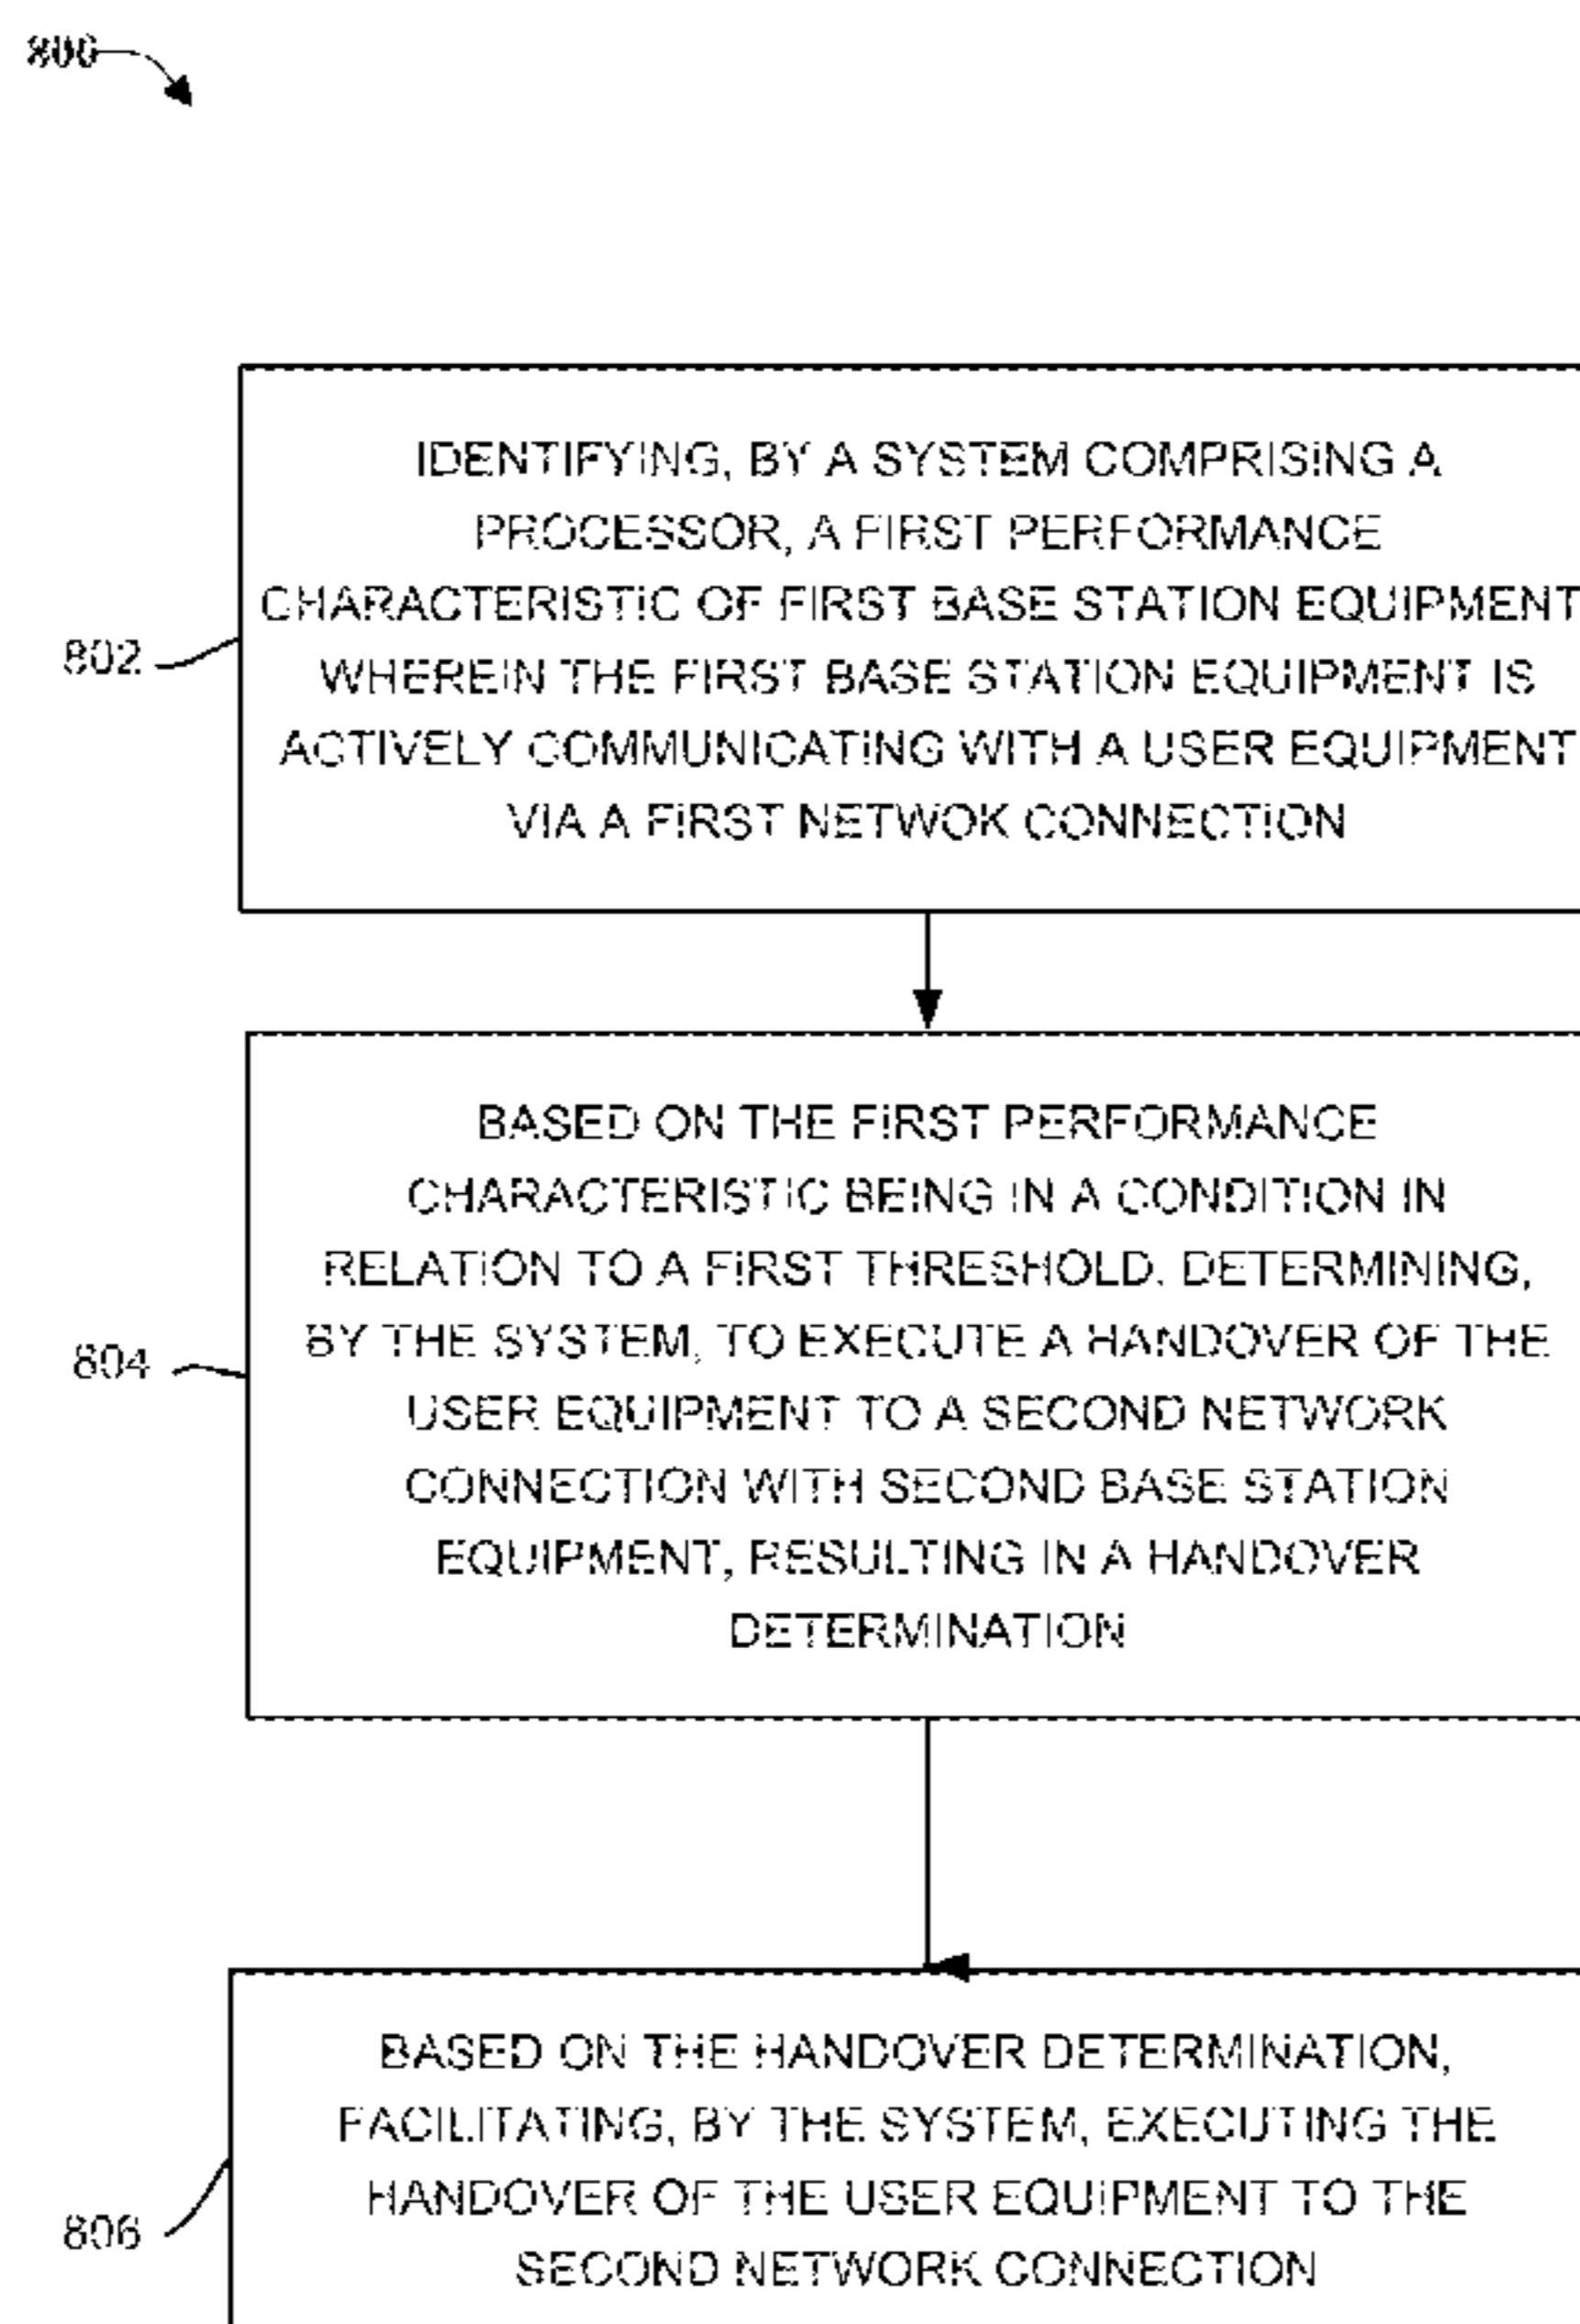 800
IDENTIFYING, BY A SYSTEM COMPRISING A
PROCESSOR, A FIRST PERFORMANCE
CHARACTERISTIC OF FIRST BASE STATION EQUIPMENT
WHEREIN THE FIRST BASE STATION EQUIPMENT IS
802
ACTIVELY COMMUNICATING WITH A USER EQUIPMENT
VIA A FIRST NETWOK CONNECTION
BASED ON THE FIRST PERFORMANCE
CHARACTERISTIC BEING IN A CONDITION IN
RELATION TO A FIRST THRESHOLD, DETERMINING,
BY THE SYSTEM, TO EXECUTE A HANDOVER OF THE
804
USER EQUIPMENT TO A SECOND NETWORK
CONNECTION WITH SECOND BASE STATION
EQUIPMENT, RESULTING IN A HANDOVER
DETERMINATION
BASED ON THE HANDOVER DETERMINATION,
FACILITATING, BY THE SYSTEM, EXECUTING THE
HANDOVER OF THE USER EQUIPMENT TO THE
806
SECOND NETWORK CONNECTION